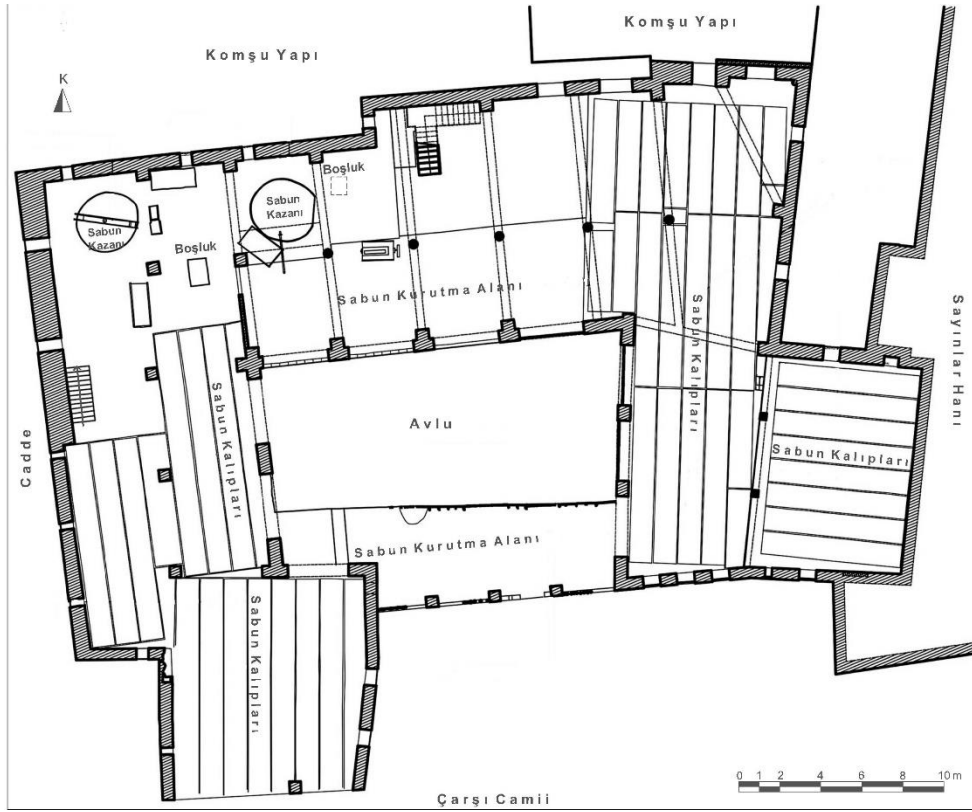 Komşu Yapı
Komşu Yapı
K
Boşluk
Sabun
Kazanı
Sabun
Kazanı
Boşluk
Sabun Kurutma Alanı
Sabun Kalıpları
Sayınlar Hanı
Sabun Kalıpları
Avlu
Sabun Kalıpları
Cadde
Sabun Kurutma Alanı
Sabun Kalıpları
0 1 2 4 6 8 10 m
Çarşı Camii